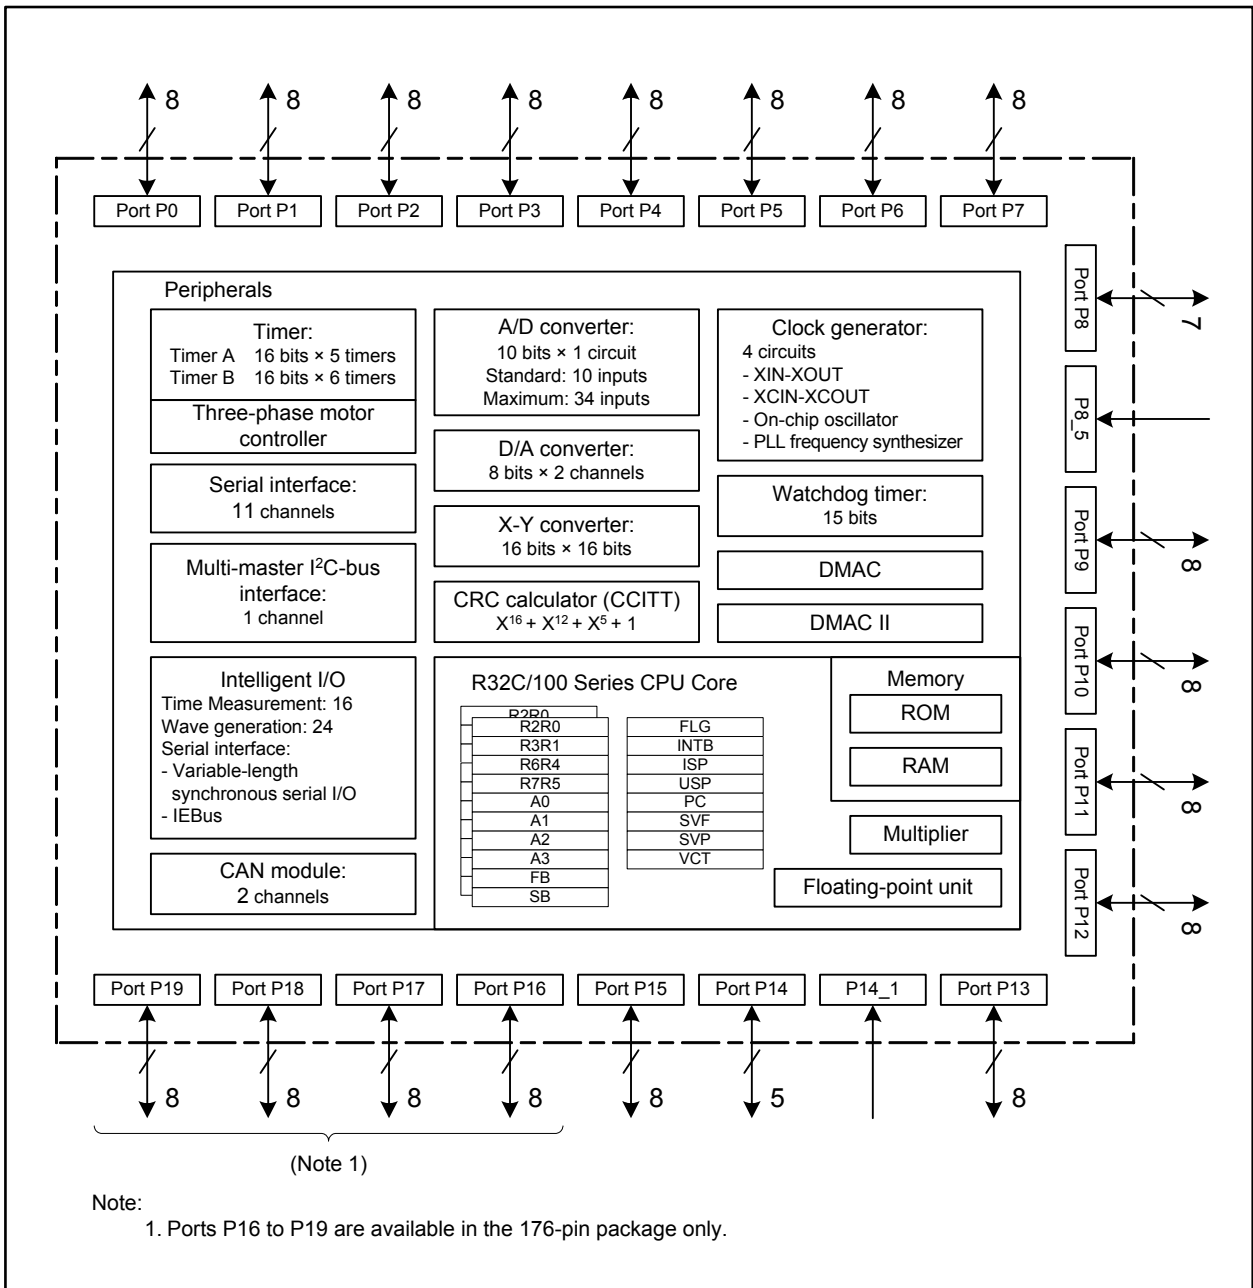 8
8
8
8
8
8
8
8
Port P0
Port P1
Port P2
Port P3
Port P4
Port P5
Port P6
Port P7
Port P8
7
P8_5
Port P9
8
Port P10
8
Port P11
8
Port P12
8
Peripherals
Timer:
Timer A 16 bits × 5 timers
Timer B 16 bits × 6 timers
Three-phase motor
controller
Serial interface:
11 channels
Multi-master I²C-bus
interface:
1 channel
Intelligent I/O
Time Measurement: 16
Wave generation: 24
Serial interface:
- Variable-length
synchronous serial I/O
- IEBus
CAN module:
2 channels
A/D converter:
10 bits × 1 circuit
Standard: 10 inputs
Maximum: 34 inputs
D/A converter:
8 bits × 2 channels
X-Y converter:
16 bits × 16 bits
CRC calculator (CCITT)
X¹⁶ + X¹² + X⁵ + 1
Clock generator:
4 circuits
- XIN-XOUT
- XCIN-XCOUT
- On-chip oscillator
- PLL frequency synthesizer
Watchdog timer:
15 bits
DMAC
DMAC II
R32C/100 Series CPU Core
R2R0
R2R0
R3R1
R6R4
R7R5
A0
A1
A2
A3
FB
SB
FLG
INTB
ISP
USP
PC
SVF
SVP
VCT
Memory
ROM
RAM
Multiplier
Floating-point unit
Port P19
Port P18
Port P17
Port P16
Port P15
Port P14
P14_1
Port P13
8
8
8
8
8
5
8
(Note 1)
Note:
1. Ports P16 to P19 are available in the 176-pin package only.